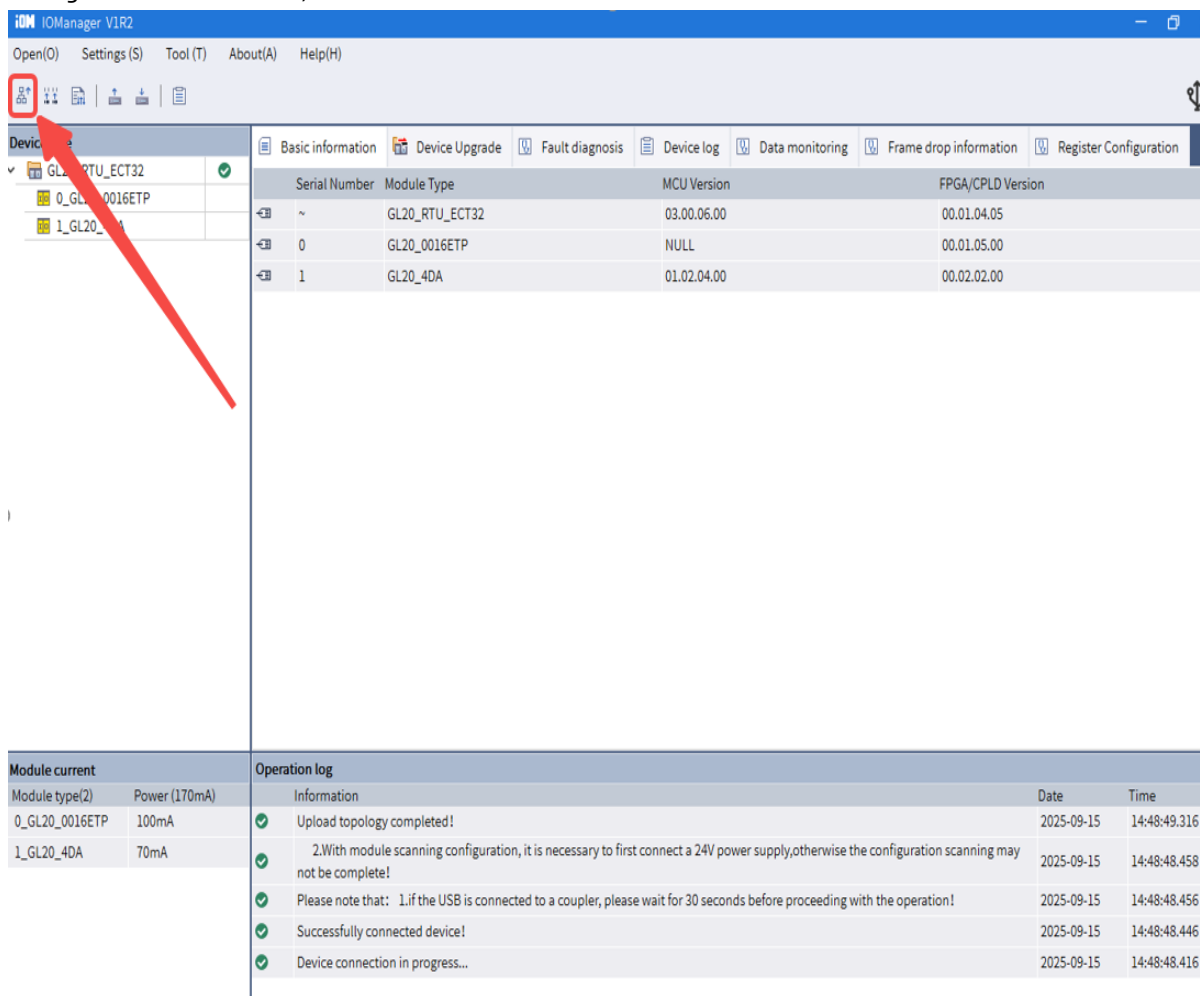 iOM IOManager V1R2
Open(O) Settings (S) Tool (T) About(A) Help(H)
Basic information Device Upgrade Fault diagnosis Device log Data monitoring Frame drop information Register Configuration
RTU_ECT32
0_GL20_0016ETP
1_GL20_
Serial Number Module Type MCU Version FPGA/CPLD Version
~ GL20_RTU_ECT32 03.00.06.00 00.01.04.05
0 GL20_0016ETP NULL 00.01.05.00
1 GL20_4DA 01.02.04.00 00.02.02.00
Module current
Module type(2) Power (170mA)
0_GL20_0016ETP 100mA
1_GL20_4DA 70mA
Operation log
Information Date Time
Upload topology completed! 2025-09-15 14:48:49.316
2.With module scanning configuration, it is necessary to first connect a 24V power supply,otherwise the configuration scanning may
not be complete! 2025-09-15 14:48:48.458
Please note that: 1.if the USB is connected to a coupler, please wait for 30 seconds before proceeding with the operation! 2025-09-15 14:48:48.456
Successfully connected device! 2025-09-15 14:48:48.446
Device connection in progress... 2025-09-15 14:48:48.416